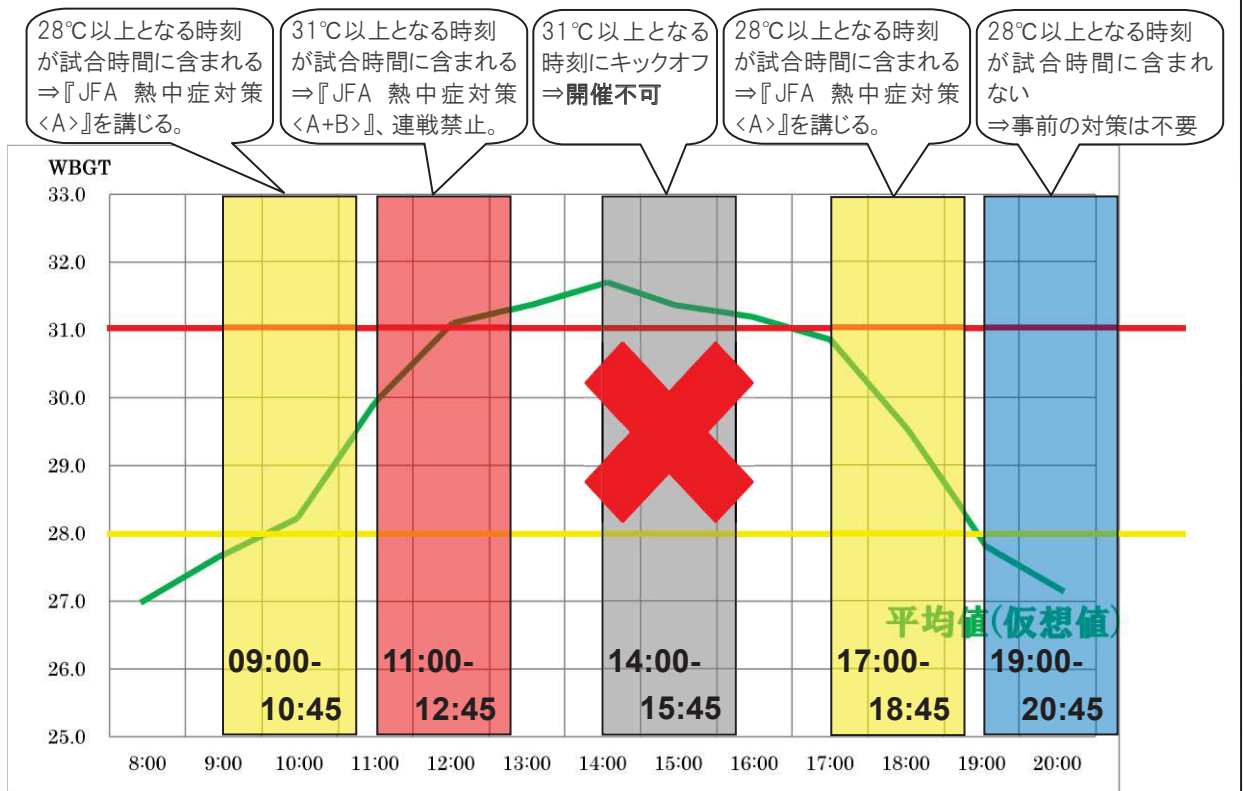 28℃以上となる時刻
が試合時間に含まれる
⇒『JFA 熱中症対策
<A>』を講じる。
31℃以上となる時刻
が試合時間に含まれる
⇒『JFA 熱中症対策
<A+B>』、連戦禁止。
31℃以上となる
時刻にキックオフ
⇒開催不可
28℃以上となる時刻
が試合時間に含まれる
⇒『JFA 熱中症対策
<A>』を講じる。
28℃以上となる時刻
が試合時間に含まれ
ない
⇒事前の対策は不要
WBGT
33.0
32.0
31.0
30.0
29.0
28.0
27.0
26.0
25.0
平均値(仮想値)
09:00-
10:45
11:00-
12:45
14:00-
15:45
17:00-
18:45
19:00-
20:45
8:00 9:00 10:00 11:00 12:00 13:00 14:00 15:00 16:00 17:00 18:00 19:00 20:00